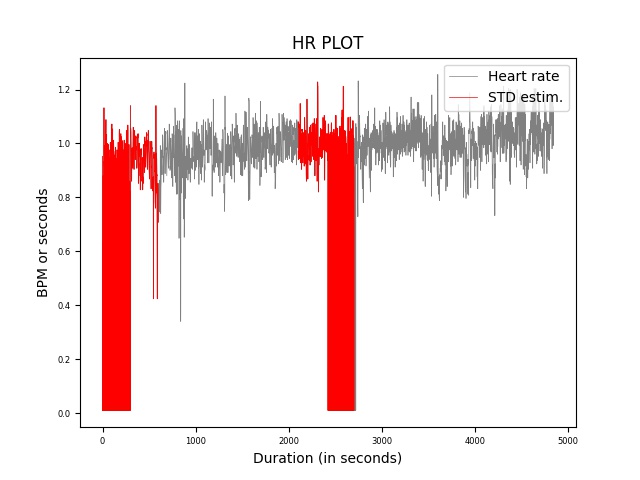 HR PLOT
Heart rate
STD estim.
BPM or seconds
1.2
1.0
0.8
0.6
0.4
0.2
0.0
0 1000 2000 3000 4000 5000
Duration (in seconds)